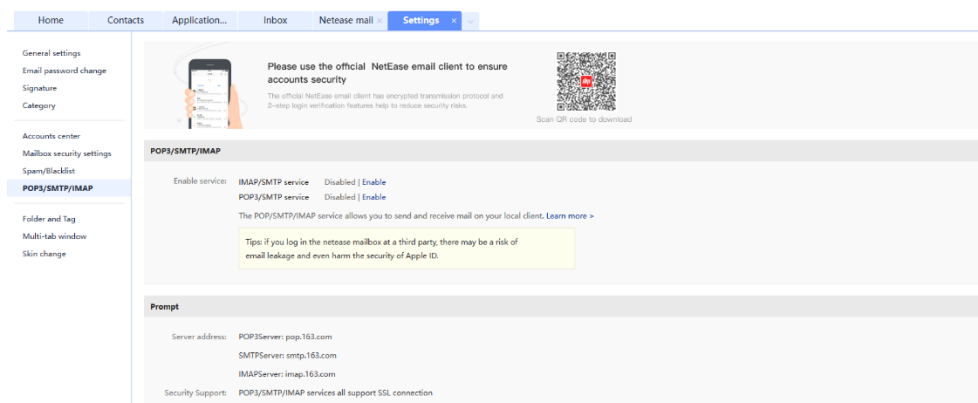 Home Contacts Application... Inbox Netease mail × Settings ×
General settings
Email password change
Signature
Category
Accounts center
Mailbox security settings
Spam/Blacklist
POP3/SMTP/IMAP
Folder and Tag
Multi-tab window
Skin change
Please use the official NetEase email client to ensure
accounts security
The official NetEase email client has encrypted transmission protocol and
2-step login verification features help to reduce security risks.
Scan QR code to download
POP3/SMTP/IMAP
Enable service: IMAP/SMTP service Disabled | Enable
POP3/SMTP service Disabled | Enable
The POP/SMTP/IMAP service allows you to send and receive mail on your local client. Learn more >
Tips: if you log in the netease mailbox at a third party, there may be a risk of
email leakage and even harm the security of Apple ID.
Prompt
Server address: POP3Server: pop.163.com
SMTPServer: smtp.163.com
IMAPServer: imap.163.com
Security Support: POP3/SMTP/IMAP services all support SSL connection